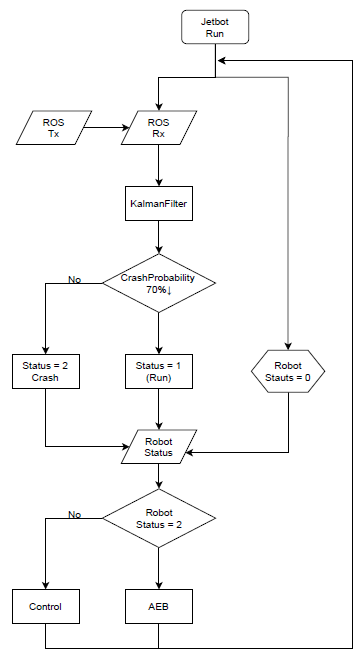 Jetbot
Run
ROS
Tx
ROS
Rx
KalmanFilter
CrashProbability
70%↓
No
Status = 2
Crash
Status = 1
(Run)
Robot
Stauts = 0
Robot
Status
Robot
Status = 2
No
Control
AEB